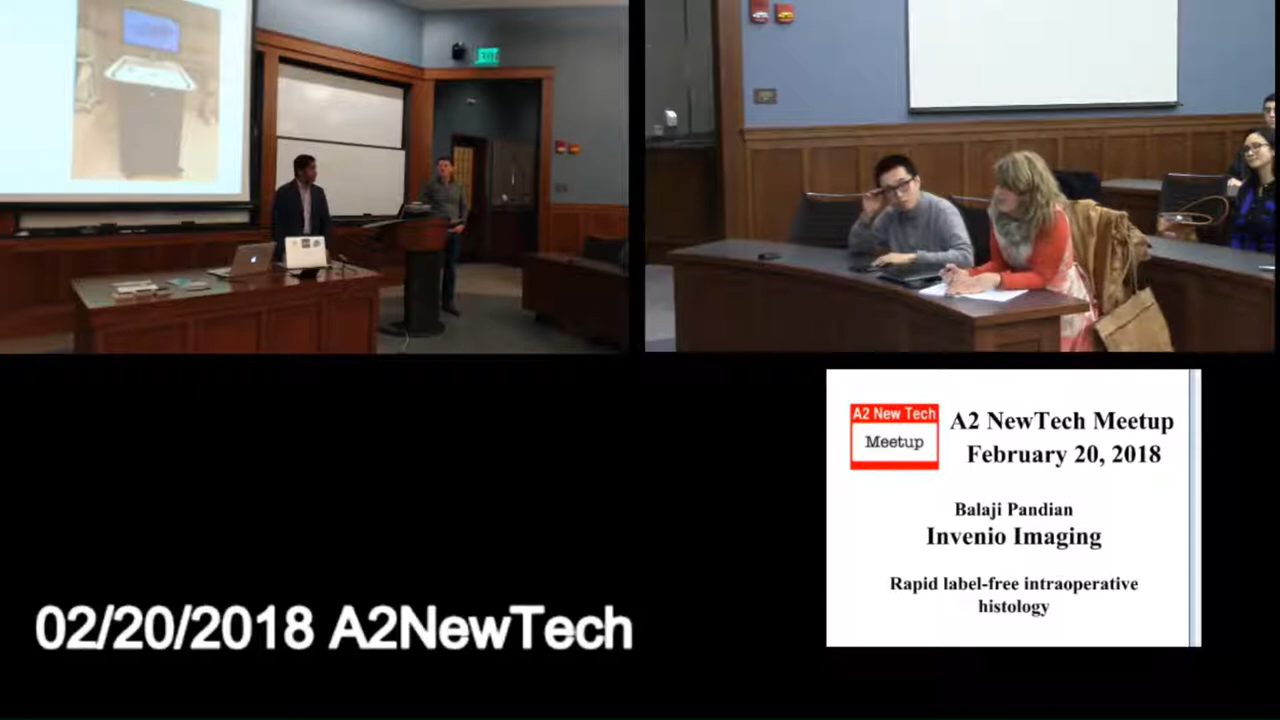 EXIT
A2 New Tech
Meetup
A2 NewTech Meetup
February 20, 2018
Balaji Pandian
Invenio Imaging
Rapid label-free intraoperative
histology
02/20/2018 A2NewTech